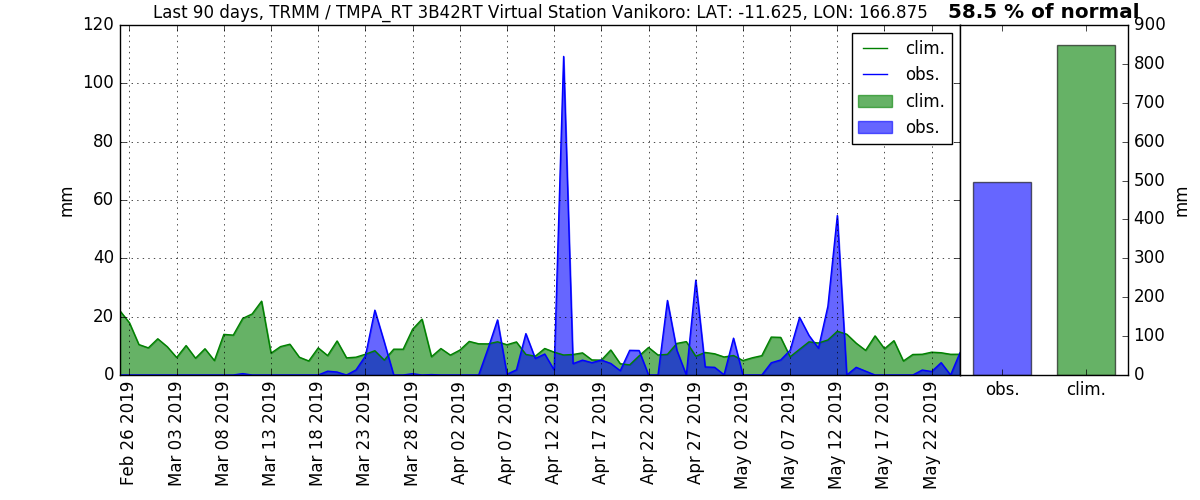 Last 90 days, TRMM / TMPA_RT 3B42RT Virtual Station Vanikoro: LAT: -11.625, LON: 166.875
58.5 % of normal
120
100
80
60
40
20
0
mm
clim.
obs.
clim.
obs.
900
800
700
600
500
400
300
200
100
0
mm
Feb 26 2019
Mar 03 2019
Mar 08 2019
Mar 13 2019
Mar 18 2019
Mar 23 2019
Mar 28 2019
Apr 02 2019
Apr 07 2019
Apr 12 2019
Apr 17 2019
Apr 22 2019
Apr 27 2019
May 02 2019
May 07 2019
May 12 2019
May 17 2019
May 22 2019
obs.
clim.